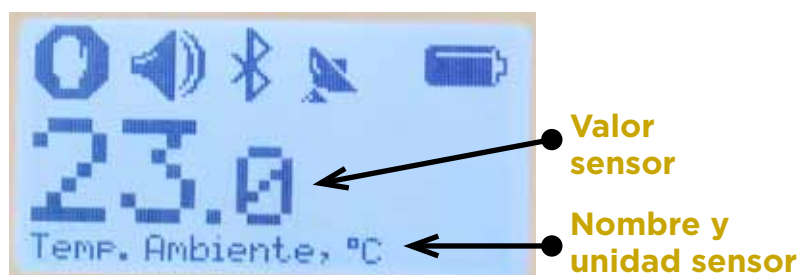 23.0
Temp. Ambiente, °C
Valor
sensor
Nombre y
unidad sensor